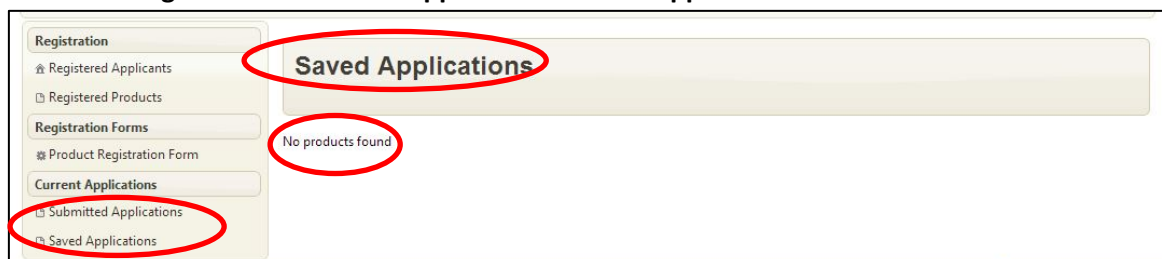 Registration
Registered Applicants
Registered Products
Registration Forms
Product Registration Form
Current Applications
Submitted Applications
Saved Applications
Saved Applications
No products found